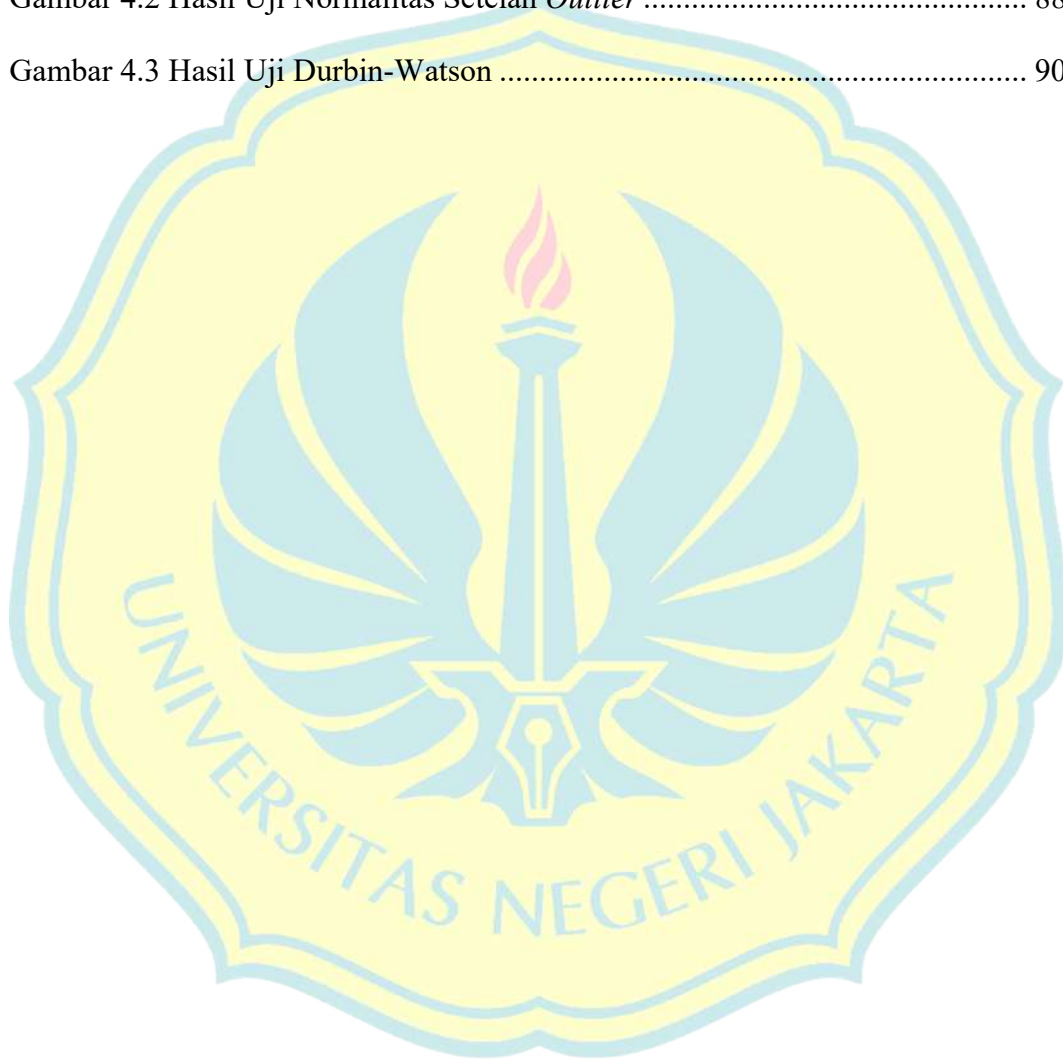 Gambar 4.2 Hasil Uji Normalitas Setelah Outlier ............................................... 88
Gambar 4.3 Hasil Uji Durbin-Watson ................................................................. 90
UNIVERSITAS NEGERI JAKARTA